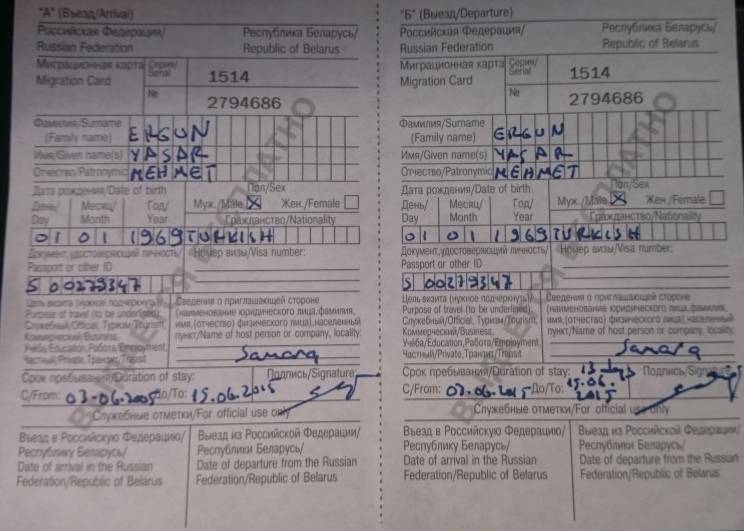 "А" (Въезд/Arrival)
Российская Федерация/ Республика Беларусь/
Russian Federation Republic of Belarus
Миграционная карта Серия/ 1514
Migration Card Serial
№ 2794686
Фамилия/Surname ERGUN
(Family name)
Имя/Given name(s) YAŞAR
Отчество/Patronymic MEHMET
Дата рождения/Date of birth Пол/Sex
День/ Месяц/ Год/ Муж./Male ☒ Жен./Female ☐
Day Month Year Гражданство/Nationality
01 01 1969 TURKISH
Документ, удостоверяющий личность/ Номер визы/Visa number:
Passport or other ID
S 00279347
Цель визита (нужное подчеркнуть)/ Сведения о приглашающей стороне
Purpose of travel (to be underlined): (наименование юридического лица, фамилия,
Служебный/Official, Туризм/Tourism, имя, (отчество) физического лица), населенный
Коммерческий/Business, пункт/Name of host person or company, locality:
Учёба/Education, Работа/Employment,
Частный/Private, Транзит/Transit Samara
Срок пребывания/Duration of stay: Подпись/Signature:
С/From: До/To: 15.06.2015
Служебные отметки/For official use only
Въезд в Российскую Федерацию/ Выезд из Российской Федерации/
Республику Беларусь/ Республики Беларусь/
Date of arrival in the Russian Date of departure from the Russian
Federation/Republic of Belarus Federation/Republic of Belarus
"Б" (Выезд/Departure)
Российская Федерация/ Республика Беларусь/
Russian Federation Republic of Belarus
Миграционная карта Серия/ 1514
Migration Card Serial
№ 2794686
Фамилия/Surname ERGUN
(Family name)
Имя/Given name(s) YAŞAR
Отчество/Patronymic MEHMET
Дата рождения/Date of birth Пол/Sex
День/ Месяц/ Год/ Муж./Male ☒ Жен./Female ☐
Day Month Year Гражданство/Nationality
01 01 1969 TURKISH
Документ, удостоверяющий личность/ Номер визы/Visa number:
Passport or other ID
S 00279347
Цель визита (нужное подчеркнуть)/ Сведения о приглашающей стороне
Purpose of travel (to be underlined): (наименование юридического лица, фамилия,
Служебный/Official, Туризм/Tourism, имя, (отчество) физического лица), населенный
Коммерческий/Business, пункт/Name of host person or company, locality:
Учёба/Education, Работа/Employment,
Частный/Private, Транзит/Transit Samara
Срок пребывания/Duration of stay: Подпись/Signature:
С/From: До/To: 15.06.
2015
Служебные отметки/For official use only
Въезд в Российскую Федерацию/ Выезд из Российской Федерации/
Республику Беларусь/ Республики Беларусь/
Date of arrival in the Russian Date of departure from the Russian
Federation/Republic of Belarus Federation/Republic of Belarus